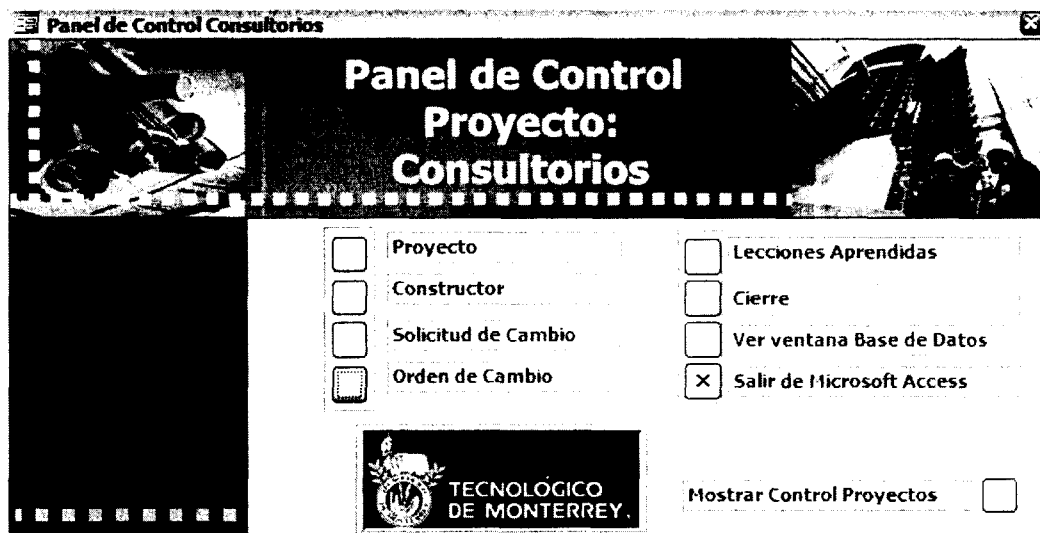 Panel de Control Consultorios
Panel de Control
Proyecto:
Consultorios
Proyecto
Constructor
Solicitud de Cambio
Orden de Cambio
Lecciones Aprendidas
Cierre
Ver ventana Base de Datos
Salir de Microsoft Access
TECNOLÓGICO
DE MONTERREY.
Mostrar Control Proyectos